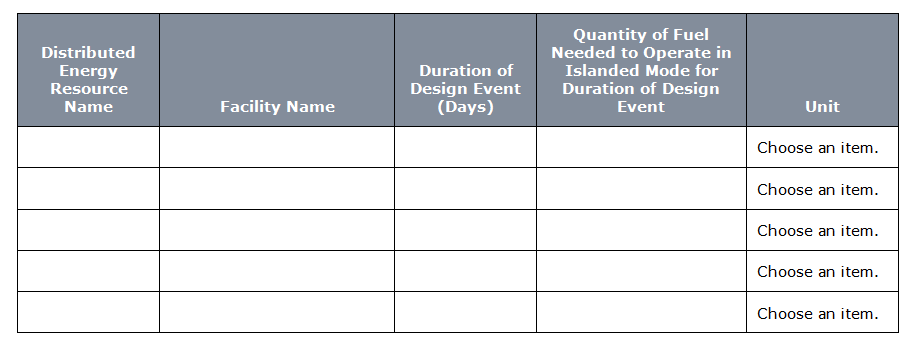 Distributed
Energy
Resource
Name
Facility Name
Duration of
Design Event
(Days)
Quantity of Fuel
Needed to Operate in
Islanded Mode for
Duration of Design
Event
Unit
Choose an item.
Choose an item.
Choose an item.
Choose an item.
Choose an item.